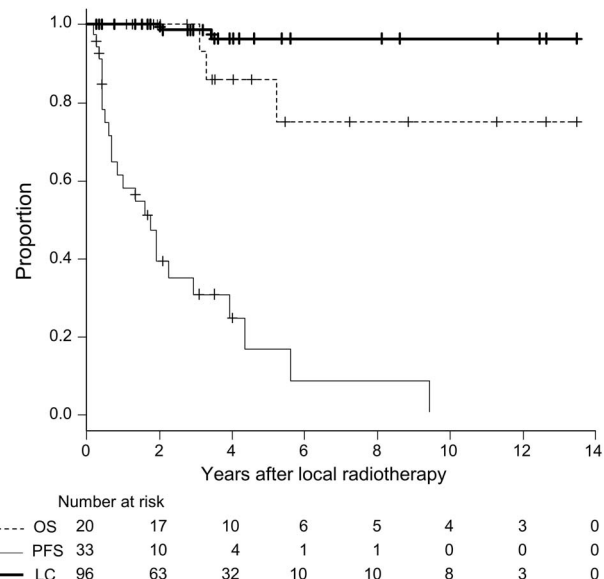 1.0
0.8
0.6
0.4
0.2
0.0
Proportion
0 2 4 6 8 10 12 14
Years after local radiotherapy
Number at risk
OS 20 17 10 6 5 4 3 0
PFS 33 10 4 1 1 0 0 0
LC 96 63 32 10 10 8 3 0